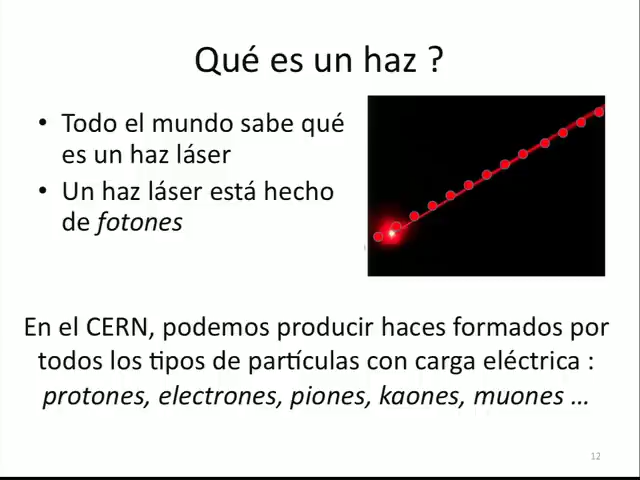 Qué es un haz ?
• Todo el mundo sabe qué
es un haz láser
• Un haz láser está hecho
de fotones
En el CERN, podemos producir haces formados por
todos los tipos de partículas con carga eléctrica :
protones, electrones, piones, kaones, muones ...
12